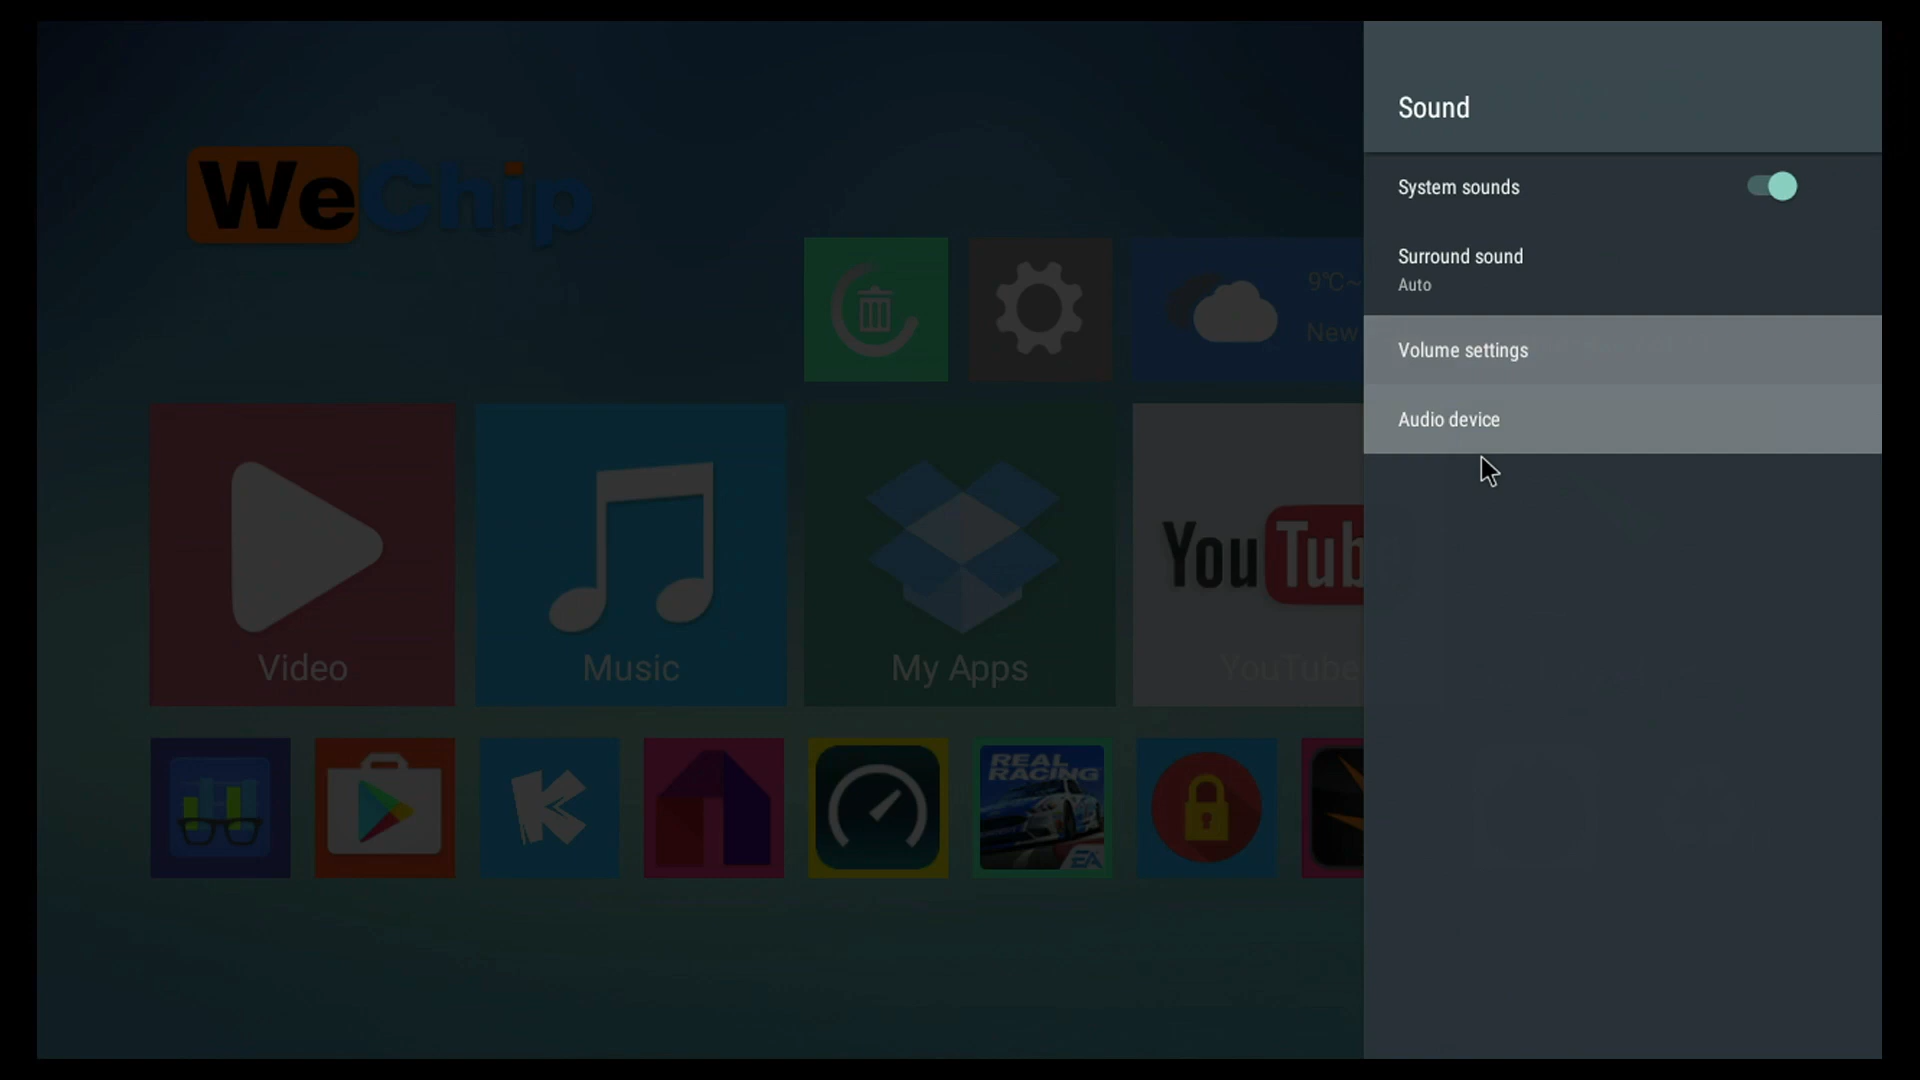 WeChip
Sound
System sounds
Surround sound
Auto
Volume settings
Audio device
9℃~
New
YouTub
Video
Music
My Apps
YouTube
K
REAL
RACING
EA